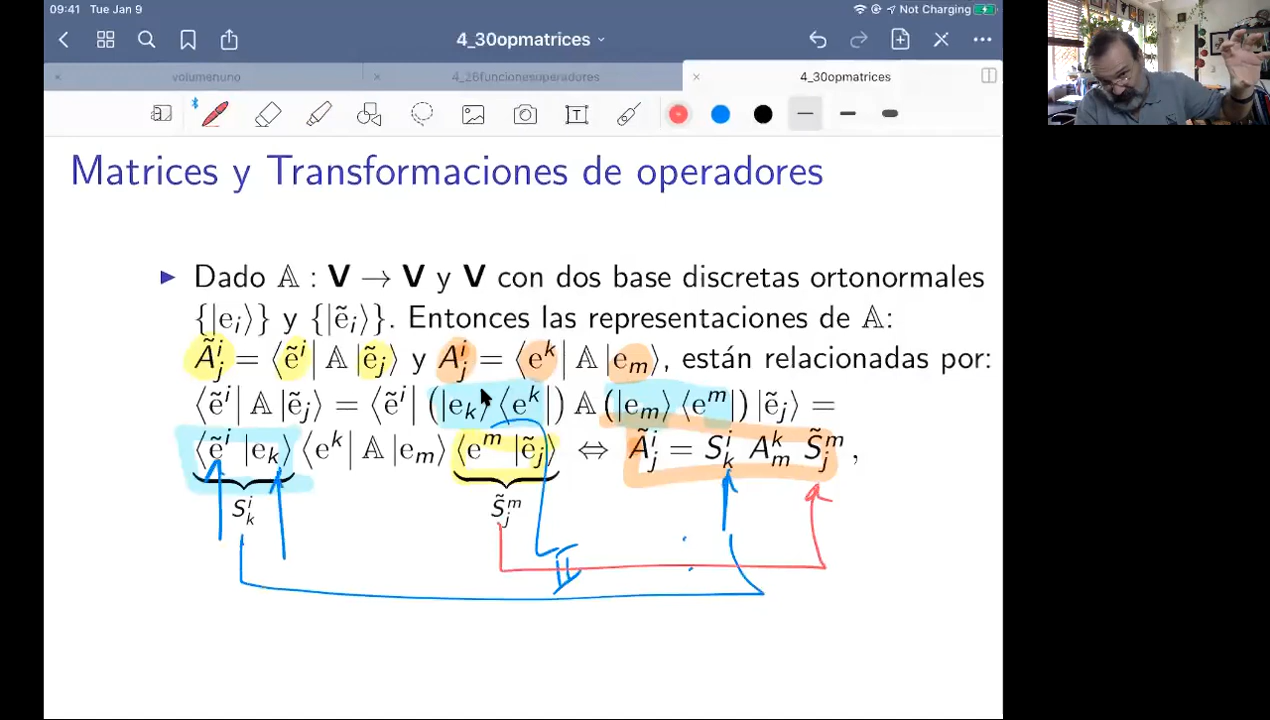 09:41 Tue Jan 9
Not Charging
4_30opmatrices
volumenuno
4_26funcionesuperadores
4_30opmatrices
T
Matrices y Transformaciones de operadores
▶ Dado 𝔸 : V → V y V con dos base discretas ortonormales
{|e_i⟩} y {|ẽ_i⟩}. Entonces las representaciones de 𝔸:
Ã^i_j = ⟨ẽ^i| 𝔸 |ẽ_j⟩ y A^i_j = ⟨e^k| 𝔸 |e_m⟩, están relacionadas por:
⟨ẽ^i| 𝔸 |ẽ_j⟩ = ⟨ẽ^i| (|e_k⟩ ⟨e^k|) 𝔸 (|e_m⟩ ⟨e^m|) |ẽ_j⟩ =
⟨ẽ^i |e_k⟩ ⟨e^k| 𝔸 |e_m⟩ ⟨e^m |ẽ_j⟩ ⇔ Ã^i_j = S^i_k A^k_m S̃^m_j ,
S^i_k S̃^m_j